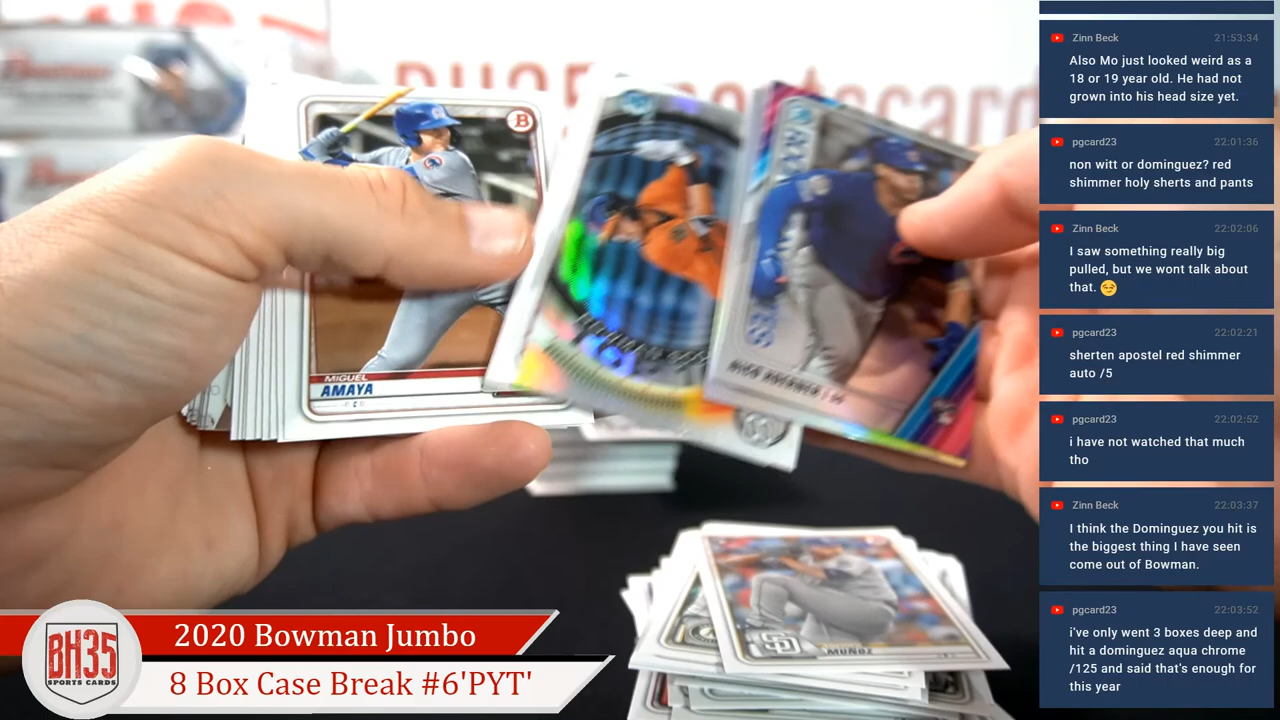 Zinn Beck 21:53:34
Also Mo just looked weird as a
18 or 19 year old. He had not
grown into his head size yet.
pgcard23 22:01:36
non witt or dominguez? red
shimmer holy sherts and pants
Zinn Beck 22:02:06
I saw something really big
pulled, but we wont talk about
that. 😏
pgcard23 22:02:21
sherten apostel red shimmer
auto /5
pgcard23 22:02:52
i have not watched that much
tho
Zinn Beck 22:03:37
I think the Dominguez you hit is
the biggest thing I have seen
come out of Bowman.
pgcard23 22:03:52
i've only went 3 boxes deep and
hit a dominguez aqua chrome
/125 and said that's enough for
this year
B
MIGUEL
AMAYA
MUÑOZ
BH35
SPORTS CARDS
2020 Bowman Jumbo
8 Box Case Break #6'PYT'